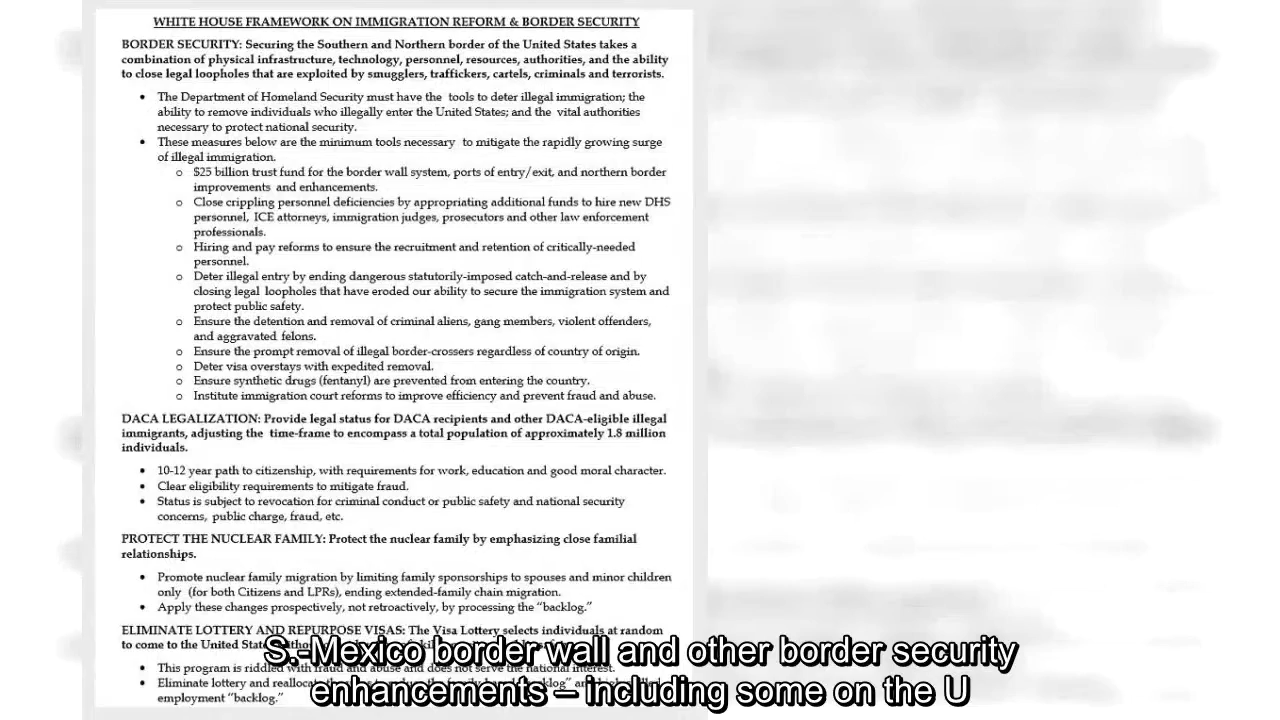 WHITE HOUSE FRAMEWORK ON IMMIGRATION REFORM & BORDER SECURITY
BORDER SECURITY: Securing the Southern and Northern border of the United States takes a
combination of physical infrastructure, technology, personnel, resources, authorities, and the ability
to close legal loopholes that are exploited by smugglers, traffickers, cartels, criminals and terrorists.
• The Department of Homeland Security must have the tools to deter illegal immigration; the
ability to remove individuals who illegally enter the United States; and the vital authorities
necessary to protect national security.
• These measures below are the minimum tools necessary to mitigate the rapidly growing surge
of illegal immigration.
o $25 billion trust fund for the border wall system, ports of entry/exit, and northern border
improvements and enhancements.
o Close crippling personnel deficiencies by appropriating additional funds to hire new DHS
personnel, ICE attorneys, immigration judges, prosecutors and other law enforcement
professionals.
o Hiring and pay reforms to ensure the recruitment and retention of critically-needed
personnel.
o Deter illegal entry by ending dangerous statutorily-imposed catch-and-release and by
closing legal loopholes that have eroded our ability to secure the immigration system and
protect public safety.
o Ensure the detention and removal of criminal aliens, gang members, violent offenders,
and aggravated felons.
o Ensure the prompt removal of illegal border-crossers regardless of country of origin.
o Deter visa overstays with expedited removal.
o Ensure synthetic drugs (fentanyl) are prevented from entering the country.
o Institute immigration court reforms to improve efficiency and prevent fraud and abuse.
DACA LEGALIZATION: Provide legal status for DACA recipients and other DACA-eligible illegal
immigrants, adjusting the time-frame to encompass a total population of approximately 1.8 million
individuals.
• 10-12 year path to citizenship, with requirements for work, education and good moral character.
• Clear eligibility requirements to mitigate fraud.
• Status is subject to revocation for criminal conduct or public safety and national security
concerns, public charge, fraud, etc.
PROTECT THE NUCLEAR FAMILY: Protect the nuclear family by emphasizing close familial
relationships.
• Promote nuclear family migration by limiting family sponsorships to spouses and minor children
only (for both Citizens and LPRs), ending extended-family chain migration.
• Apply these changes prospectively, not retroactively, by processing the “backlog.”
ELIMINATE LOTTERY AND REPURPOSE VISAS: The Visa Lottery selects individuals at random
to come to the United
• This program is riddled with fraud and abuse and does not serve the national interest.
• Eliminate lottery and
employment “backlog.”
S.-Mexico border wall and other border security
enhancements – including some on the U